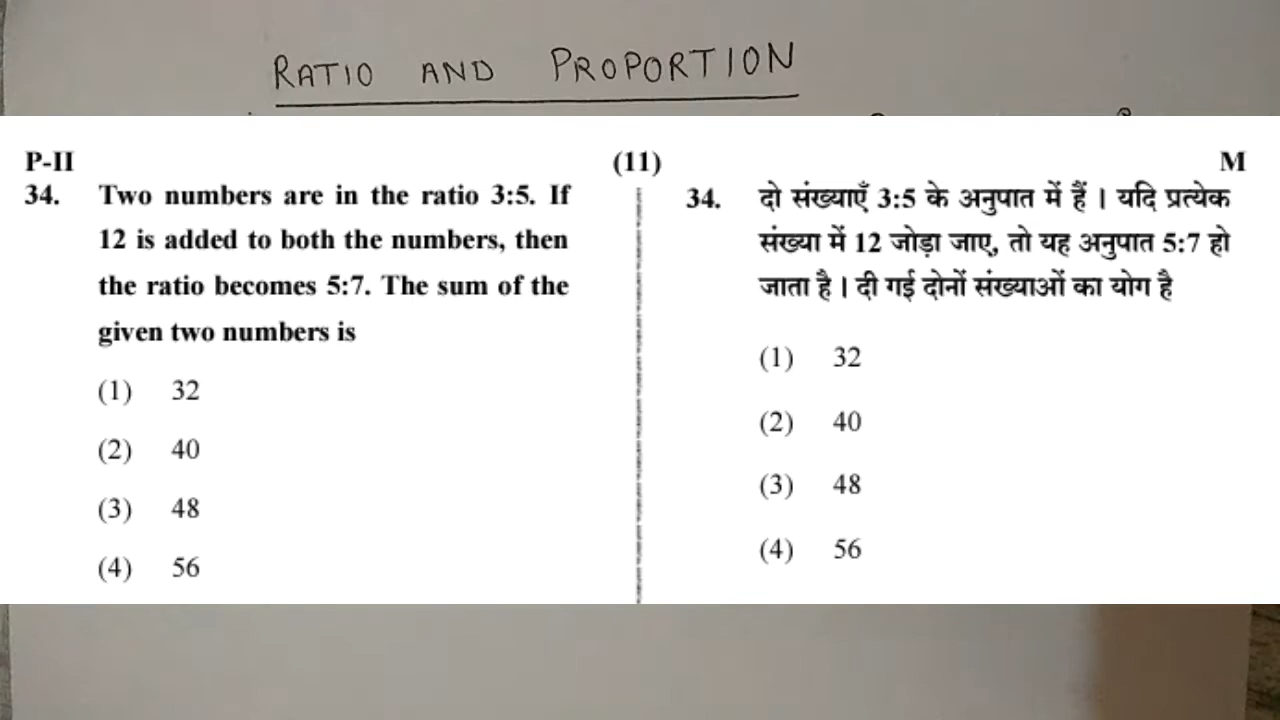 RATIO AND PROPORTION
P-II (11) M
34. Two numbers are in the ratio 3:5. If
12 is added to both the numbers, then
the ratio becomes 5:7. The sum of the
given two numbers is
(1) 32
(2) 40
(3) 48
(4) 56
34. दो संख्याएँ 3:5 के अनुपात में हैं । यदि प्रत्येक
संख्या में 12 जोड़ा जाए, तो यह अनुपात 5:7 हो
जाता है । दी गई दोनों संख्याओं का योग है
(1) 32
(2) 40
(3) 48
(4) 56